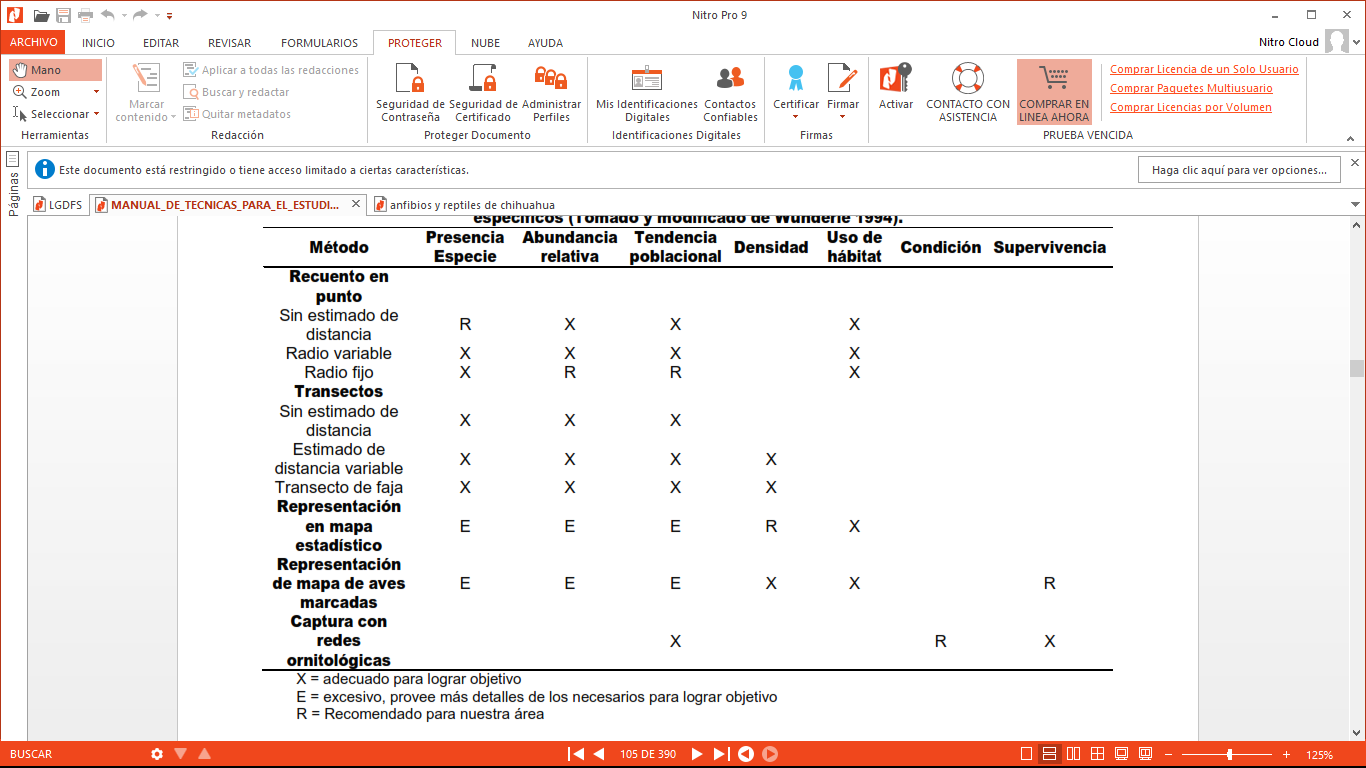 Nitro Pro 9
ARCHIVO INICIO EDITAR REVISAR FORMULARIOS PROTEGER NUBE AYUDA Nitro Cloud
Mano
Zoom
Seleccionar
Herramientas
Marcar contenido
Aplicar a todas las redacciones
Buscar y redactar
Quitar metadatos
Redacción
Seguridad de Contraseña
Seguridad de Certificado
Administrar Perfiles
Proteger Documento
Mis Identificaciones Digitales
Contactos Confiables
Identificaciones Digitales
Certificar
Firmar
Firmas
Activar
CONTACTO CON ASISTENCIA
COMPRAR EN LINEA AHORA
Comprar Licencia de un Solo Usuario
Comprar Paquetes Multiusuario
Comprar Licencias por Volumen
PRUEBA VENCIDA
Páginas
Este documento está restringido o tiene acceso limitado a ciertas características.
Haga clic aquí para ver opciones...
LGDFS
MANUAL_DE_TECNICAS_PARA_EL_ESTUDI...
anfibios y reptiles de chihuahua
específicos (Tomado y modificado de Wunderle 1994).
Método Presencia Especie Abundancia relativa Tendencia poblacional Densidad Uso de hábitat Condición Supervivencia
Recuento en
punto
Sin estimado de
distancia R X X X
Radio variable X X X X
Radio fijo X R R X
Transectos
Sin estimado de
distancia X X X
Estimado de
distancia variable X X X X
Transecto de faja X X X X
Representación
en mapa E E E R X
estadístico
Representación
de mapa de aves E E E X X R
marcadas
Captura con
redes X R X
ornitológicas
X = adecuado para lograr objetivo
E = excesivo, provee más detalles de los necesarios para lograr objetivo
R = Recomendado para nuestra área
BUSCAR
105 DE 390
125%